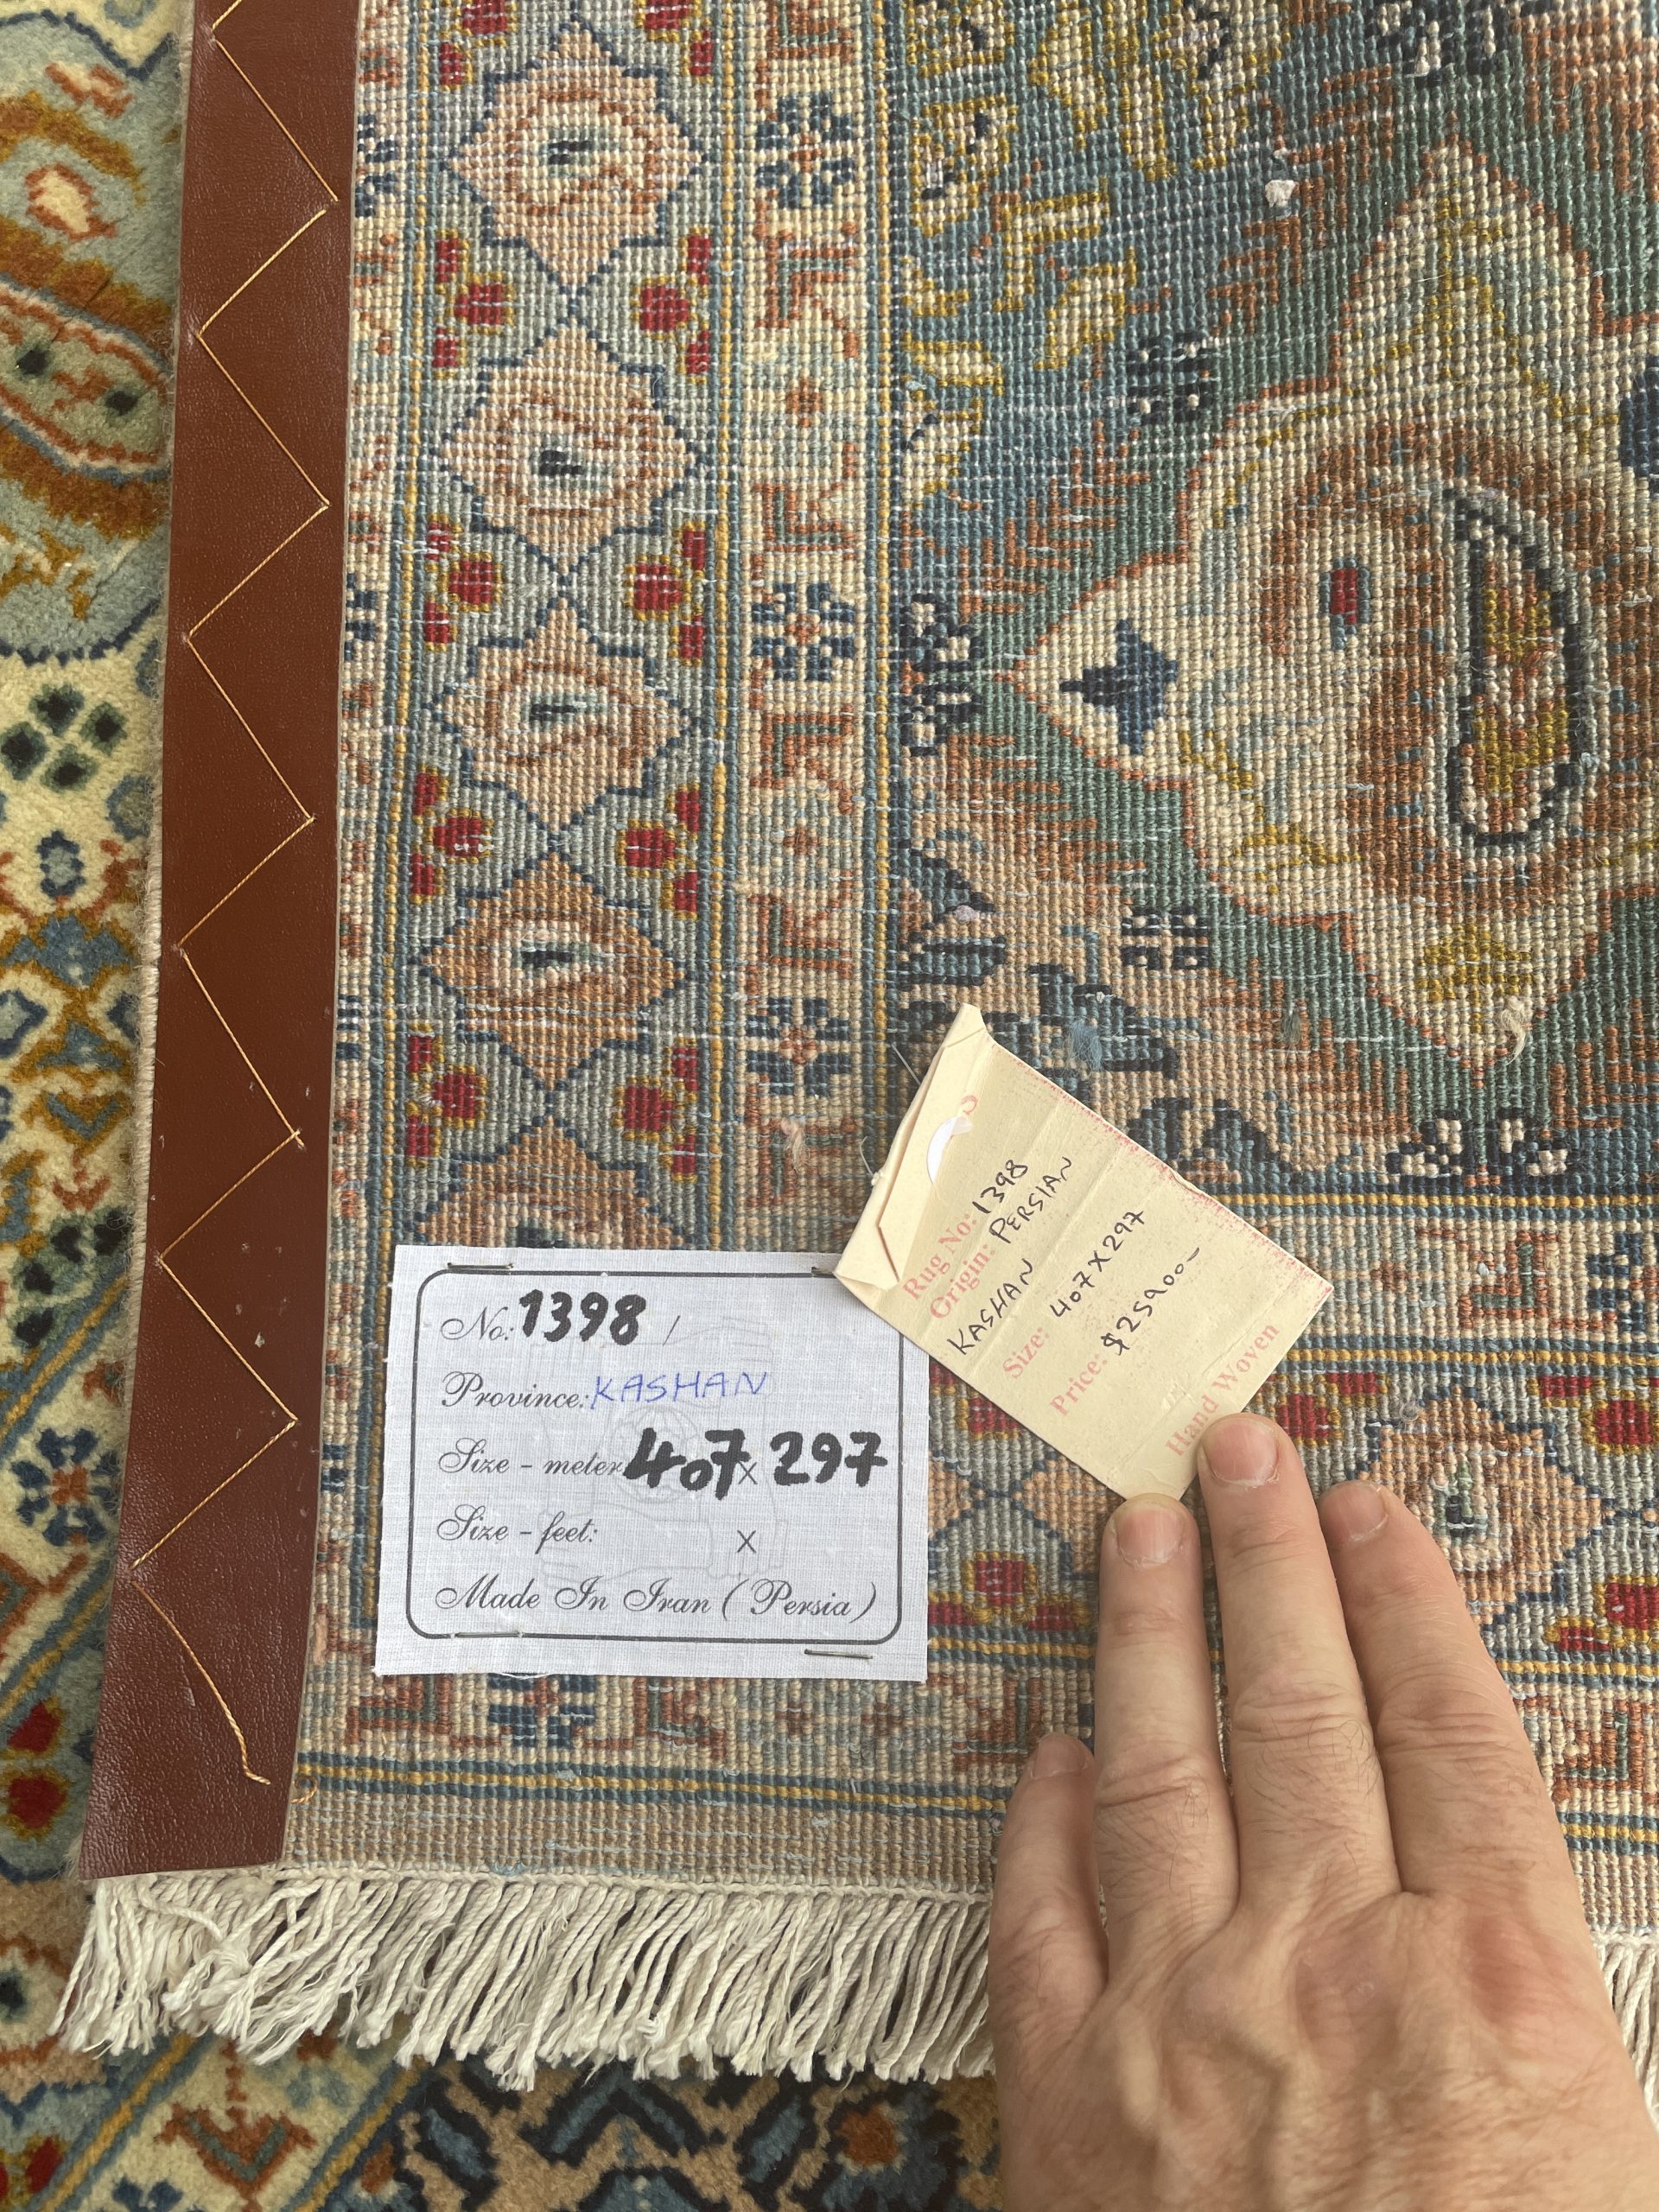 No: 1398 /
Province: KASHAN
Size - meter 407 x 297
Size - feet: x
Made In Iran ( Persia )
Rug No: 1398
Origin: PERSIAN
KASHAN
Size: 407 X 297
Price: $25900.-
Hand Woven